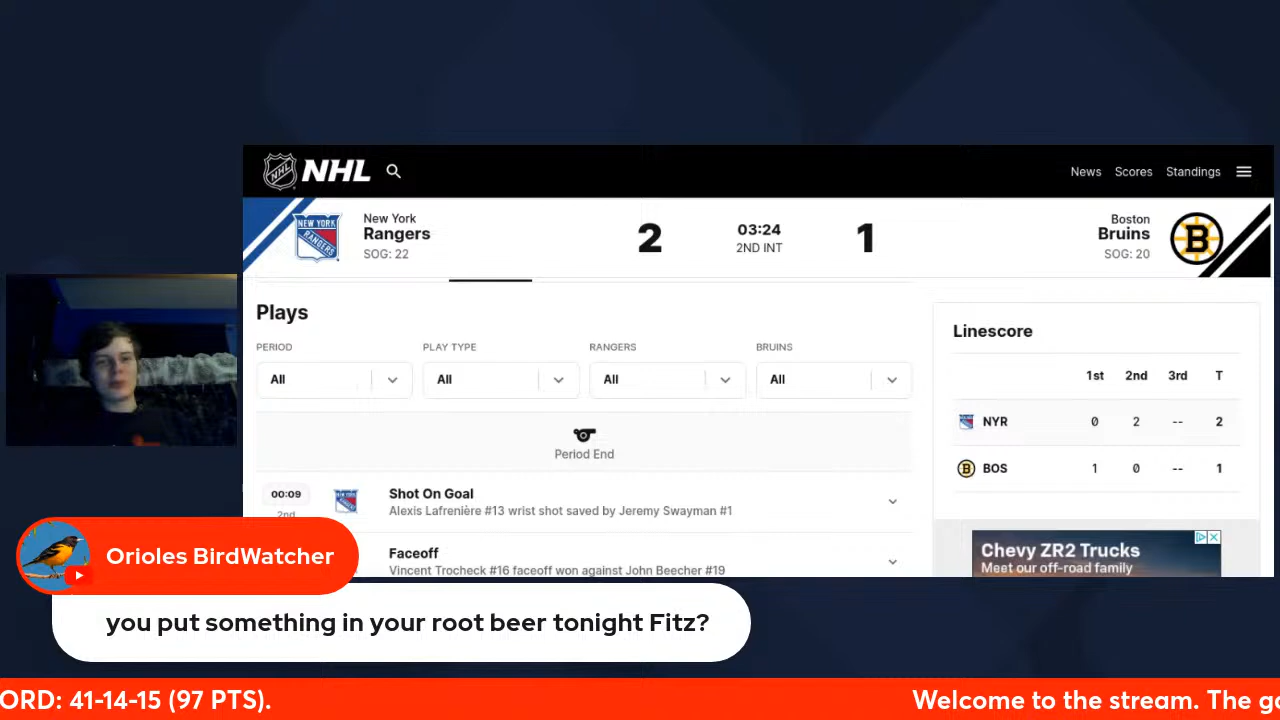 NHL
News Scores Standings
New York
Rangers
SOG: 22
2
03:24
2ND INT
1
Boston
Bruins
SOG: 20
NEW YORK
RANGERS
B
Plays
PERIOD PLAY TYPE RANGERS BRUINS
All All All All
Period End
00:09
2nd
Shot On Goal
Alexis Lafrenière #13 wrist shot saved by Jeremy Swayman #1
Faceoff
Vincent Trocheck #16 faceoff won against John Beecher #19
Linescore
1st 2nd 3rd T
NYR 0 2 -- 2
BOS 1 0 -- 1
Chevy ZR2 Trucks
Meet our off-road family
Orioles BirdWatcher
you put something in your root beer tonight Fitz?
ORD: 41-14-15 (97 PTS). Welcome to the stream. The ga